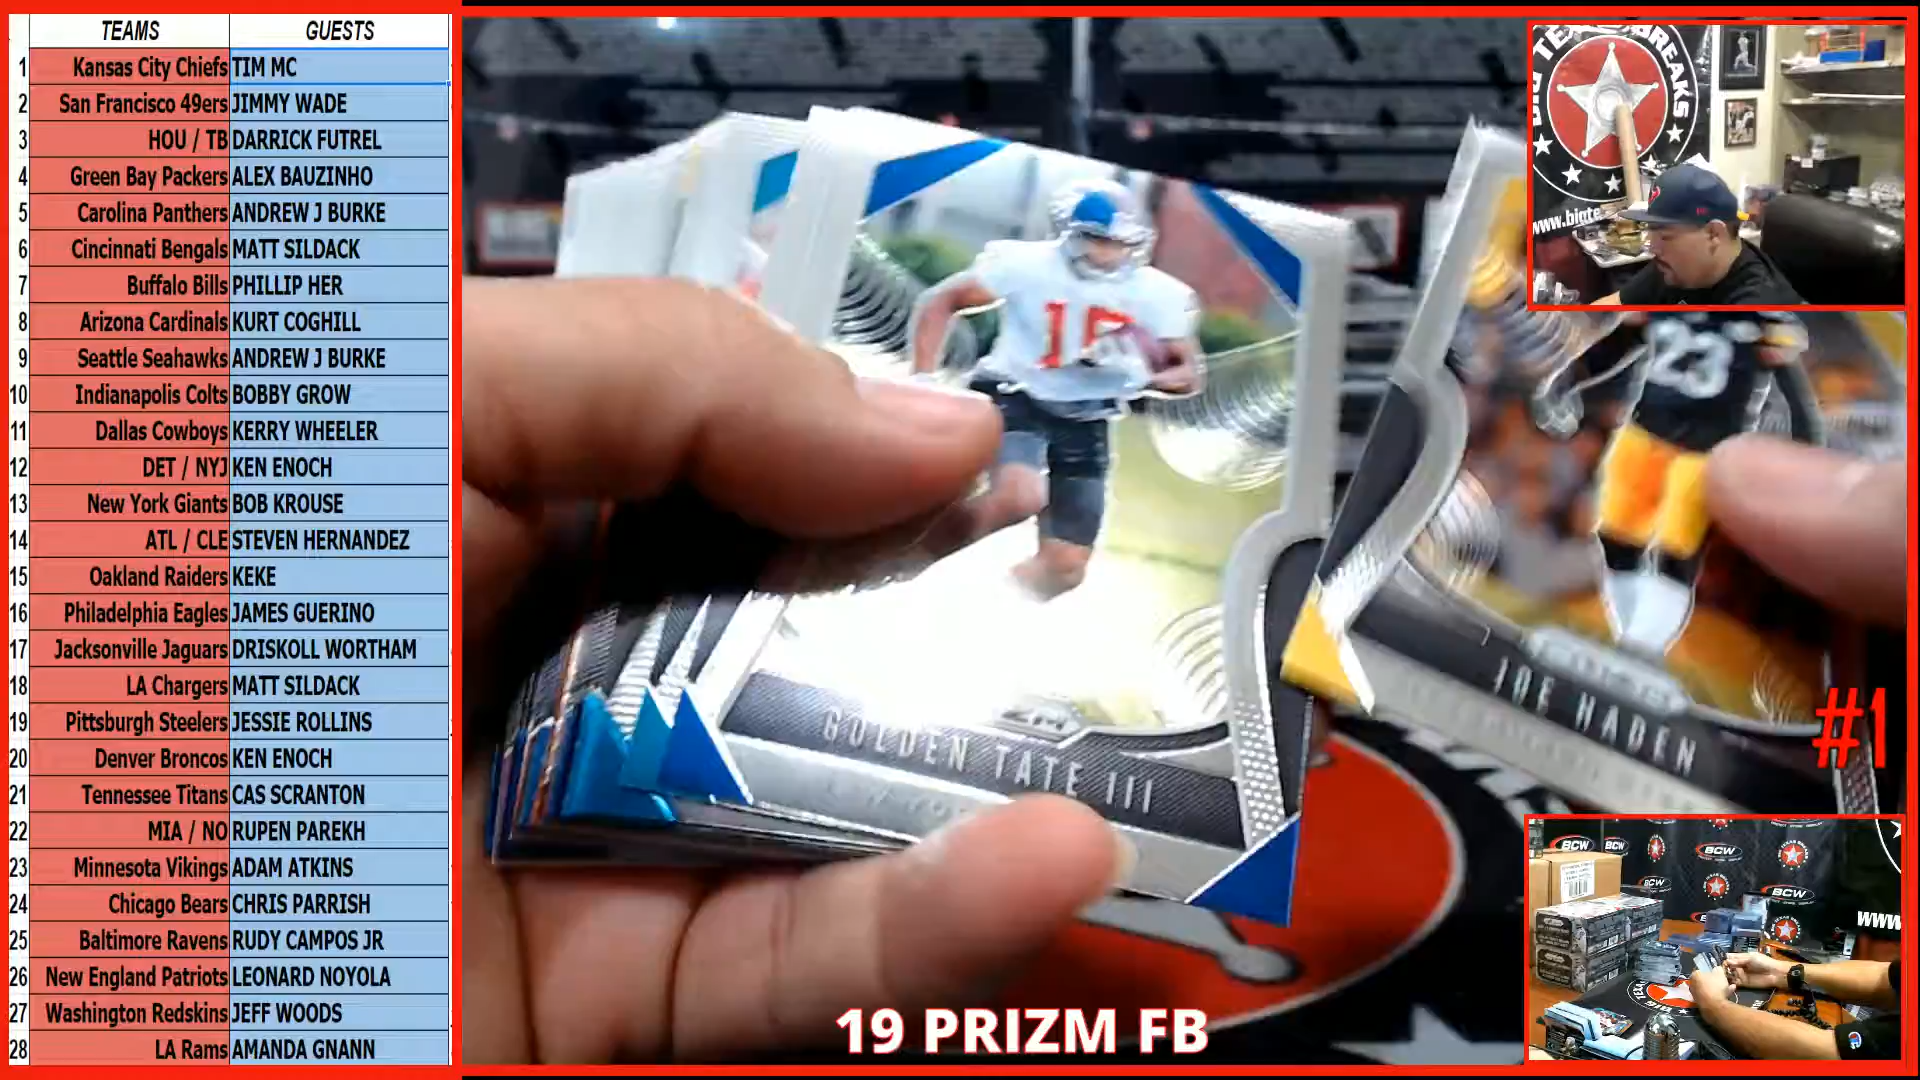 TEAMS GUESTS
1 Kansas City Chiefs TIM MC
2 San Francisco 49ers JIMMY WADE
3 HOU / TB DARRICK FUTREL
4 Green Bay Packers ALEX BAUZINHO
5 Carolina Panthers ANDREW J BURKE
6 Cincinnati Bengals MATT SILDACK
7 Buffalo Bills PHILLIP HER
8 Arizona Cardinals KURT COGHILL
9 Seattle Seahawks ANDREW J BURKE
10 Indianapolis Colts BOBBY GROW
11 Dallas Cowboys KERRY WHEELER
12 DET / NYJ KEN ENOCH
13 New York Giants BOB KROUSE
14 ATL / CLE STEVEN HERNANDEZ
15 Oakland Raiders KEKE
16 Philadelphia Eagles JAMES GUERINO
17 Jacksonville Jaguars DRISKOLL WORTHAM
18 LA Chargers MATT SILDACK
19 Pittsburgh Steelers JESSIE ROLLINS
20 Denver Broncos KEN ENOCH
21 Tennessee Titans CAS SCRANTON
22 MIA / NO RUPEN PAREKH
23 Minnesota Vikings ADAM ATKINS
24 Chicago Bears CHRIS PARRISH
25 Baltimore Ravens RUDY CAMPOS JR
26 New England Patriots LEONARD NOYOLA
27 Washington Redskins JEFF WOODS
28 LA Rams AMANDA GNANN
15
GOLDEN TATE III
23
JOE HADEN
#1
19 PRIZM FB
BREAKS
www.bigte
BCW
BCW
BCW
BCW
BCW
WWW